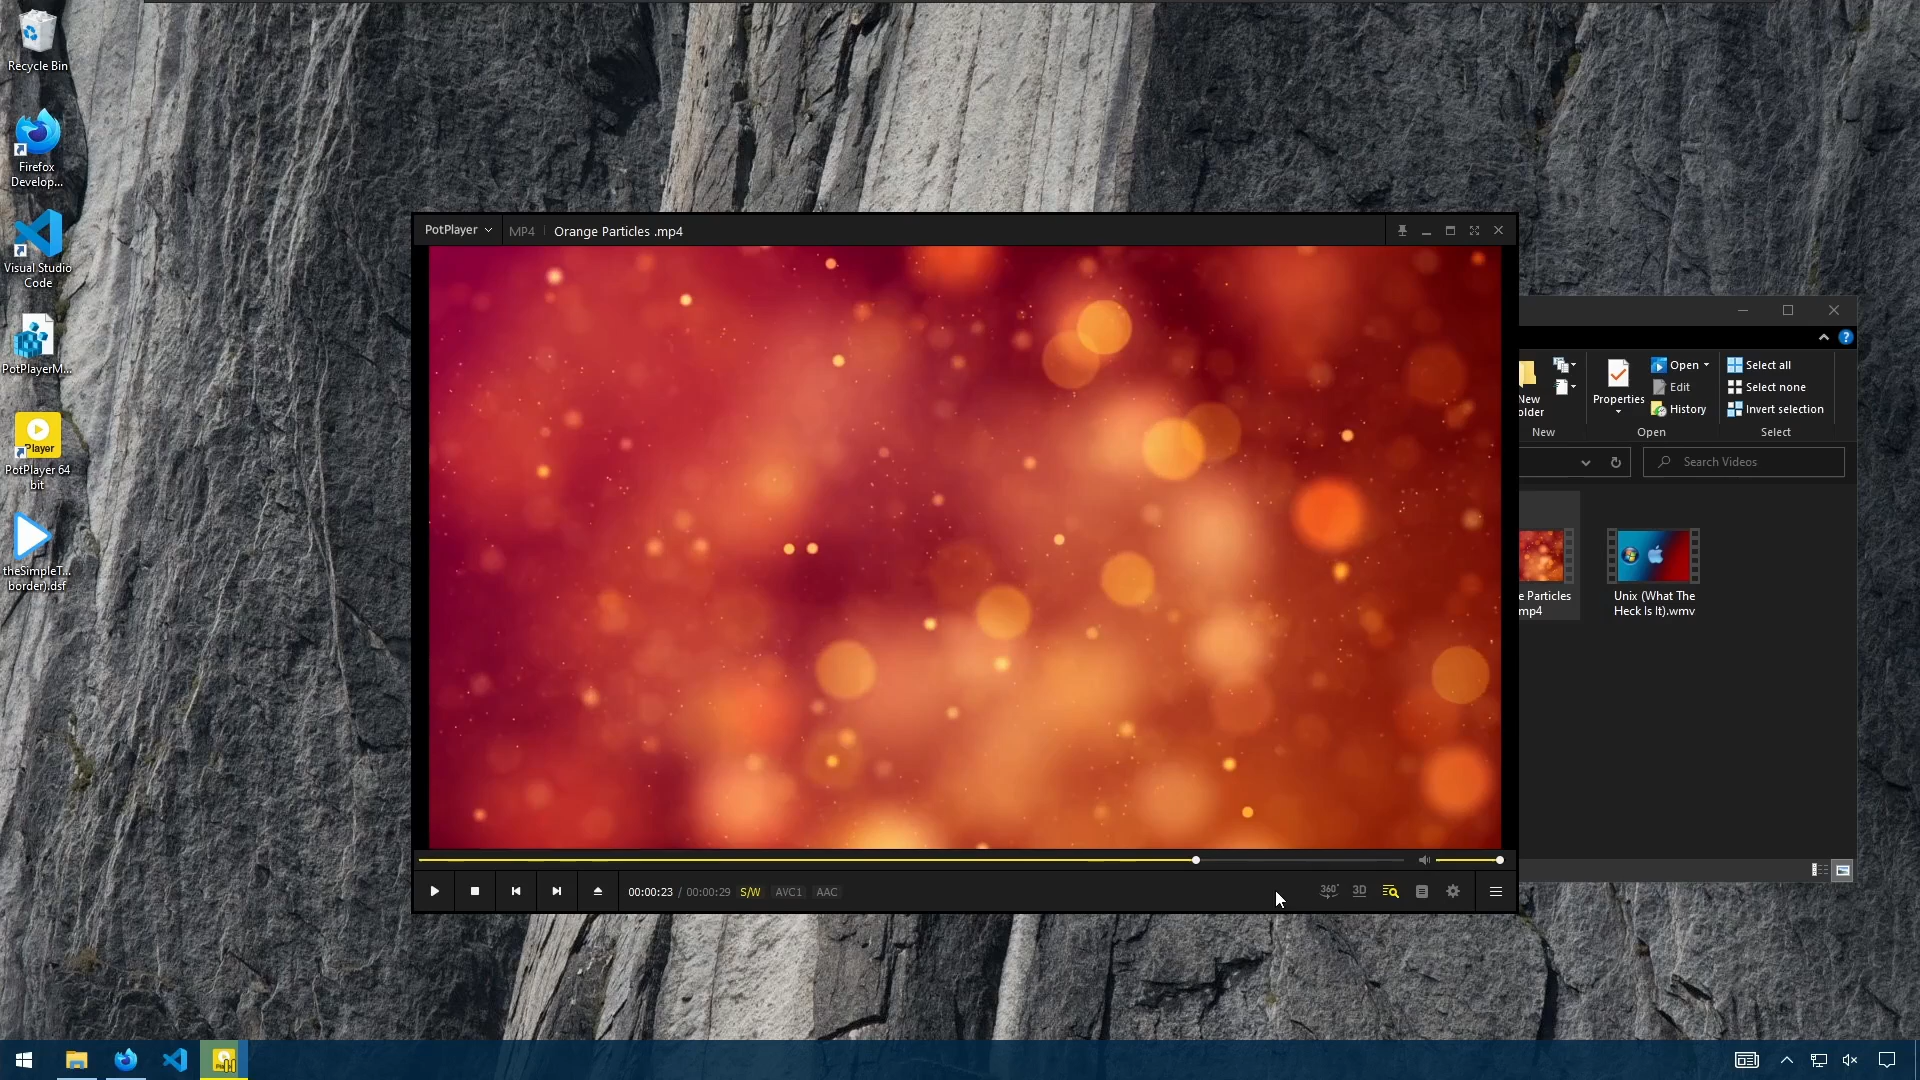 Recycle Bin
Firefox
Develop...
Visual Studio
Code
PotPlayerM...
Player
PotPlayer 64
bit
theSimpleT...
border).dsf
PotPlayer
MP4
Orange Particles .mp4
00:00:23 / 00:00:29 S/W AVC1 AAC
360°
3D
New
older
New
Properties
Open
Edit
History
Open
Select all
Select none
Invert selection
Select
Search Videos
e Particles
mp4
Unix (What The
Heck Is It).wmv